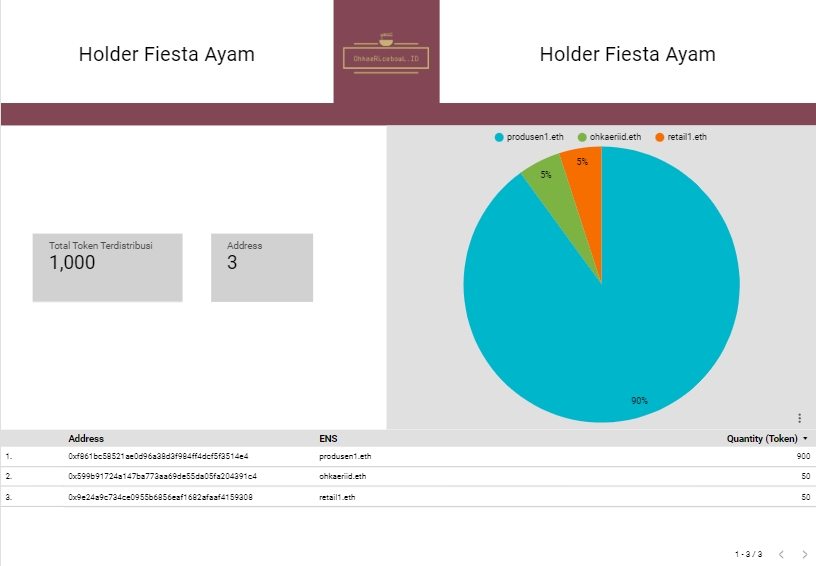 Holder Fiesta Ayam
OhkaeRicebowl.ID
Holder Fiesta Ayam
produsen1.eth ohkaeriid.eth retail1.eth
5% 5%
90%
Total Token Terdistribusi
1,000
Address
3
Address ENS Quantity (Token)
1. 0xf861bc58521ae0d96a38d3f984ff4dcf5f3514e4 produsen1.eth 900
2. 0x599b91724a147ba773aa69de55da05fa204391c4 ohkaeriid.eth 50
3. 0x9e24a9c734ce0955b6856eaf1682afaaf4159308 retail1.eth 50
1 - 3 / 3